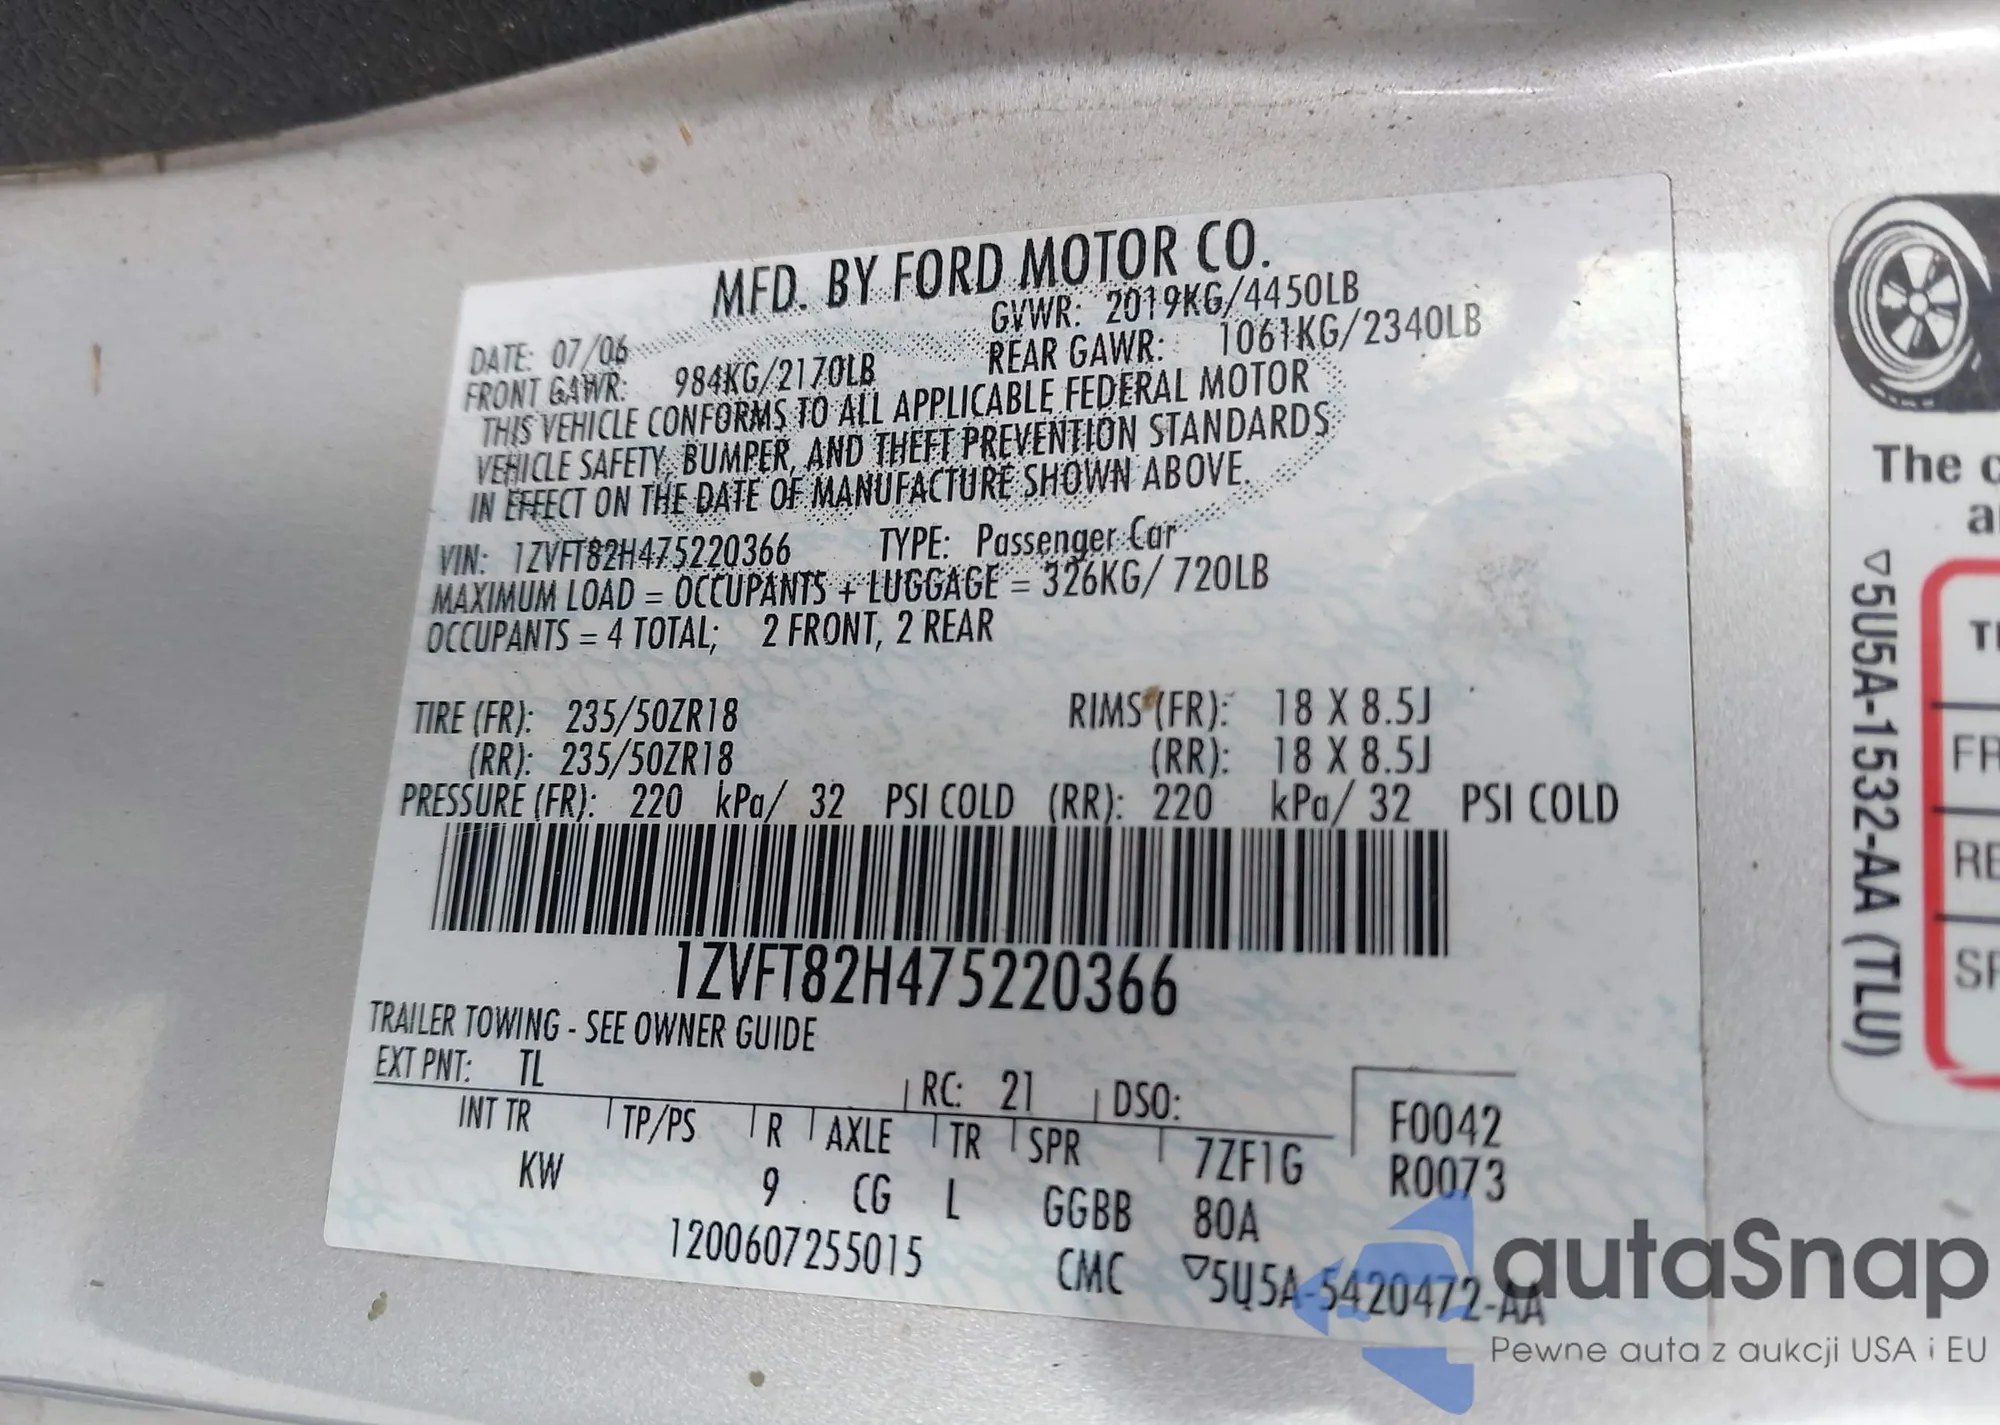 MFD. BY FORD MOTOR CO.
DATE: 07/06 GVWR: 2019KG/4450LB
FRONT GAWR: 984KG/2170LB REAR GAWR: 1061KG/2340LB
THIS VEHICLE CONFORMS TO ALL APPLICABLE FEDERAL MOTOR
VEHICLE SAFETY, BUMPER, AND THEFT PREVENTION STANDARDS
IN EFFECT ON THE DATE OF MANUFACTURE SHOWN ABOVE.
VIN: 1ZVFT82H475220366 TYPE: Passenger Car
MAXIMUM LOAD = OCCUPANTS + LUGGAGE = 326KG/ 720LB
OCCUPANTS = 4 TOTAL; 2 FRONT, 2 REAR
TIRE (FR): 235/50ZR18 RIMS (FR): 18 X 8.5J
(RR): 235/50ZR18 (RR): 18 X 8.5J
PRESSURE (FR): 220 kPa/ 32 PSI COLD (RR): 220 kPa/ 32 PSI COLD
1ZVFT82H475220366
TRAILER TOWING - SEE OWNER GUIDE
EXT PNT: TL RC: 21 DSO:
INT TR TP/PS R AXLE TR SPR 7ZF1G F0042
KW 9 CG L GGBB 80A R0073
1200607255015 CMC ▽5U5A-5420472-AA
The c
a
▽5U5A-1532-AA (TLU)
FR
RE
SP
autaSnap
Pewne auta z aukcji USA i EU